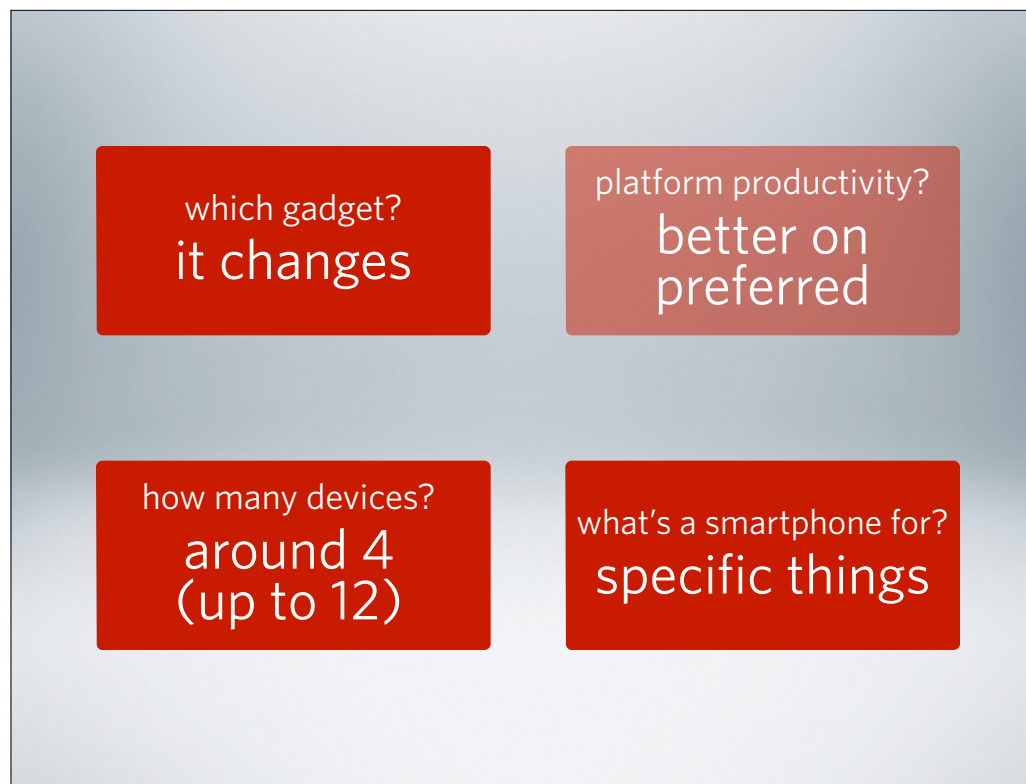 which gadget?
it changes
platform productivity?
better on
preferred
how many devices?
around 4
(up to 12)
what's a smartphone for?
specific things